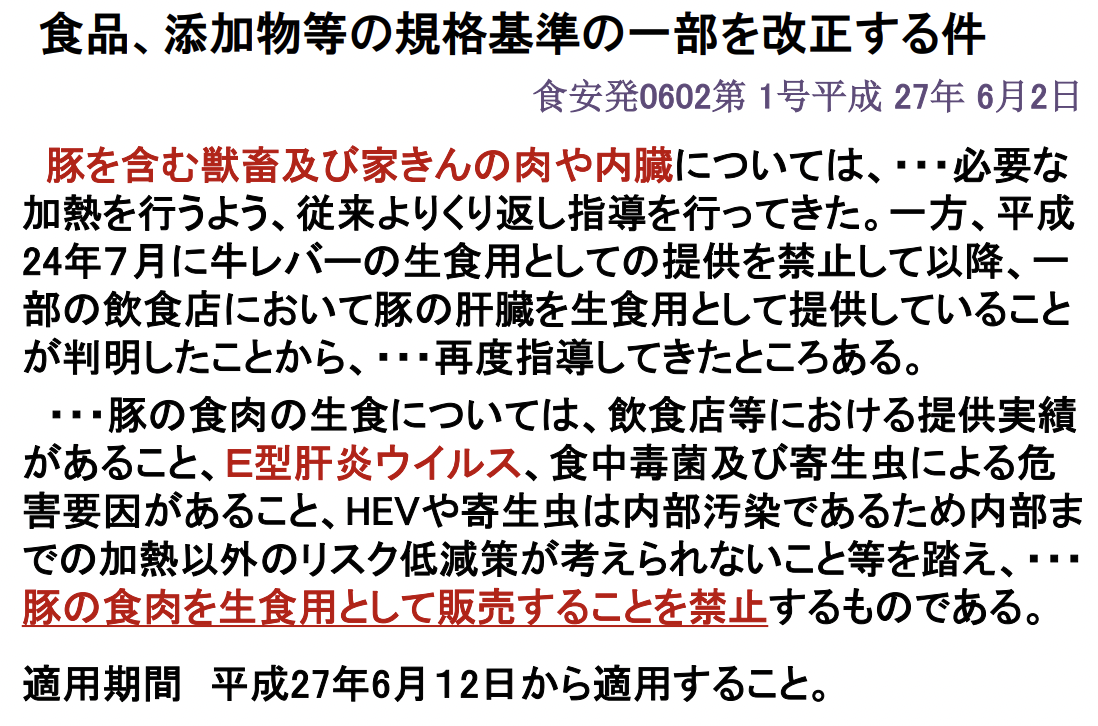 食品、添加物等の規格基準の一部を改正する件
食安発0602第 1号平成 27年 6月2日
豚を含む獣畜及び家きんの肉や内臓については、・・・必要な
加熱を行うよう、従来よりくり返し指導を行ってきた。一方、平成
24年７月に牛レバーの生食用としての提供を禁止して以降、一
部の飲食店において豚の肝臓を生食用として提供していること
が判明したことから、・・・再度指導してきたところある。
・・・豚の食肉の生食については、飲食店等における提供実績
があること、E型肝炎ウイルス、食中毒菌及び寄生虫による危
害要因があること、HEVや寄生虫は内部汚染であるため内部ま
での加熱以外のリスク低減策が考えられないこと等を踏え、・・・
豚の食肉を生食用として販売することを禁止するものである。
適用期間　平成27年6月１２日から適用すること。